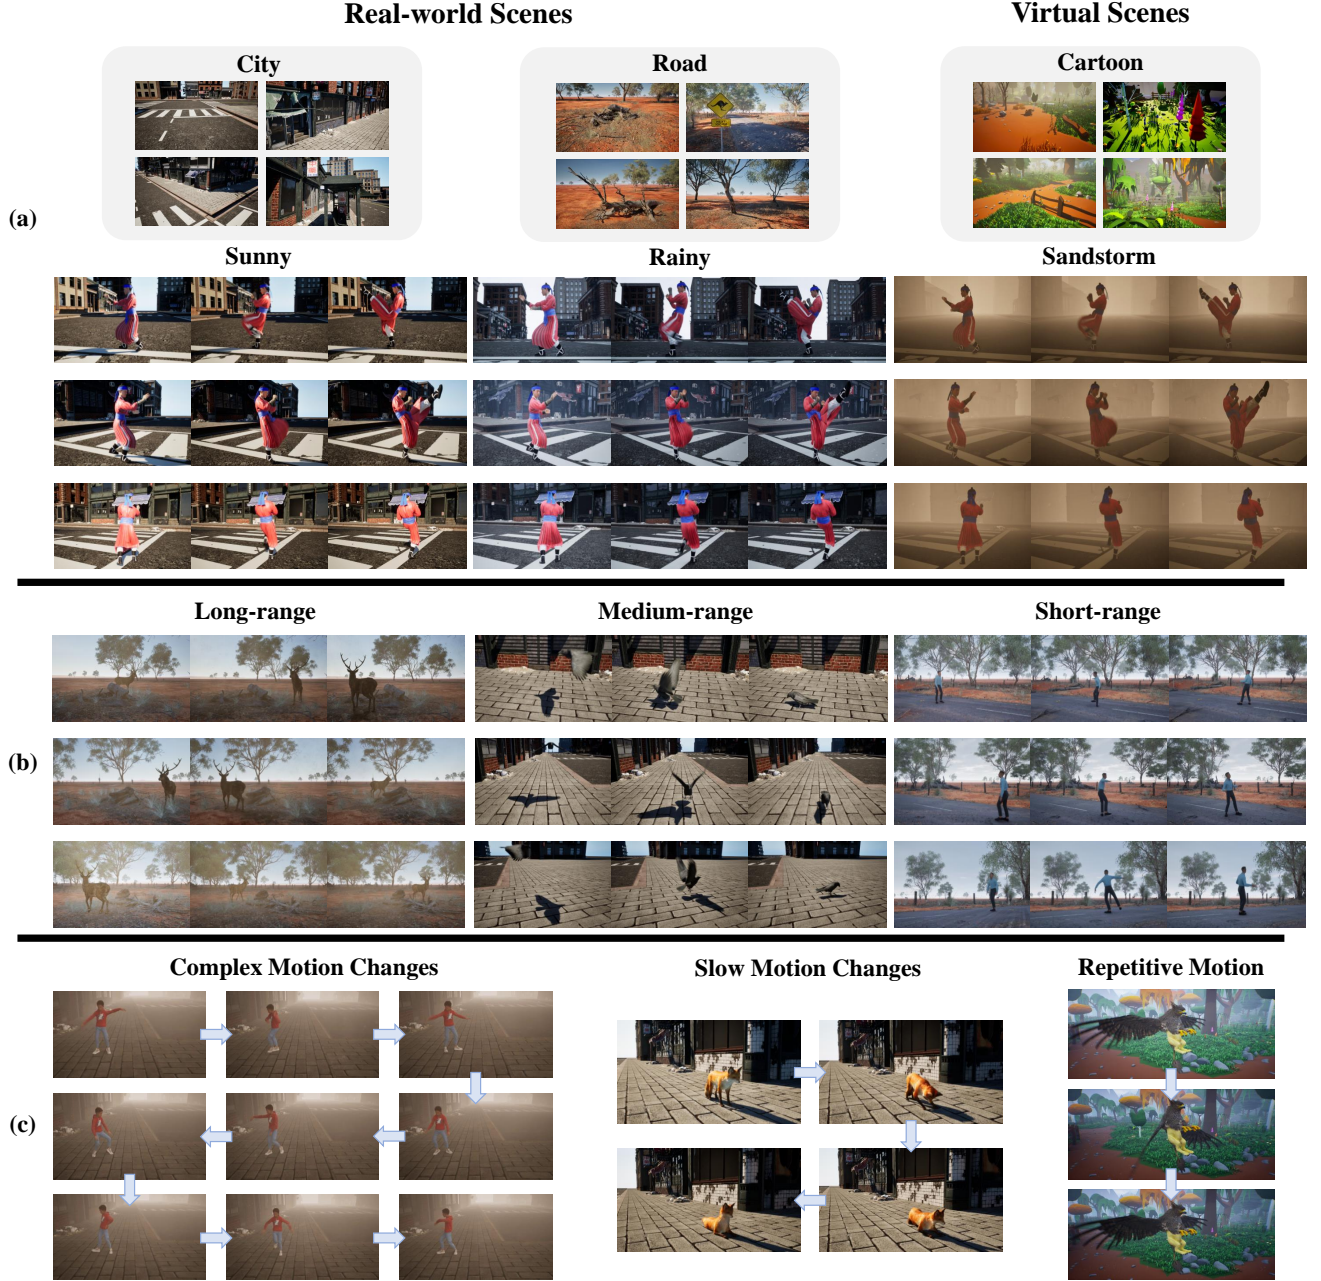 Real-world Scenes
Virtual Scenes
City
Road
Cartoon
(a)
Sunny
Rainy
Sandstorm
Long-range
Medium-range
Short-range
(b)
Complex Motion Changes
Slow Motion Changes
Repetitive Motion
(c)